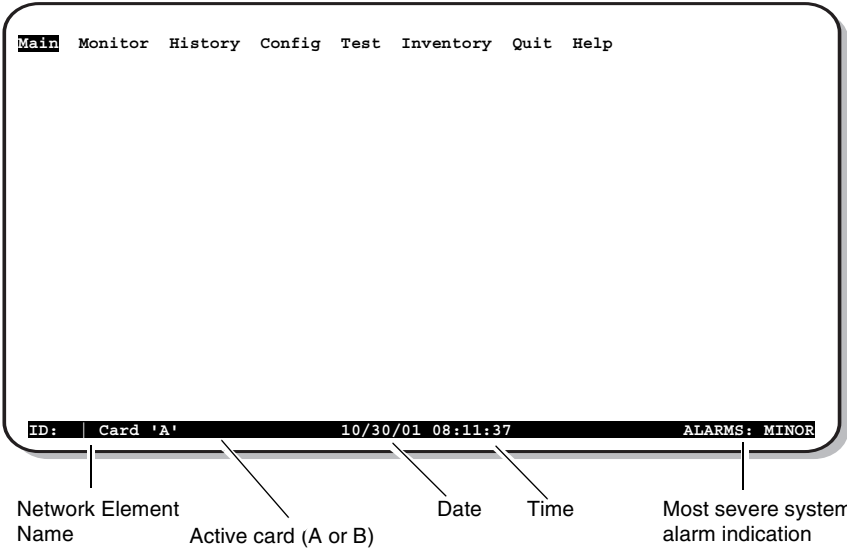 Main Monitor History Config Test Inventory Quit Help
ID: | Card 'A' 10/30/01 08:11:37 ALARMS: MINOR
Network Element
Name
Active card (A or B)
Date
Time
Most severe system
alarm indication